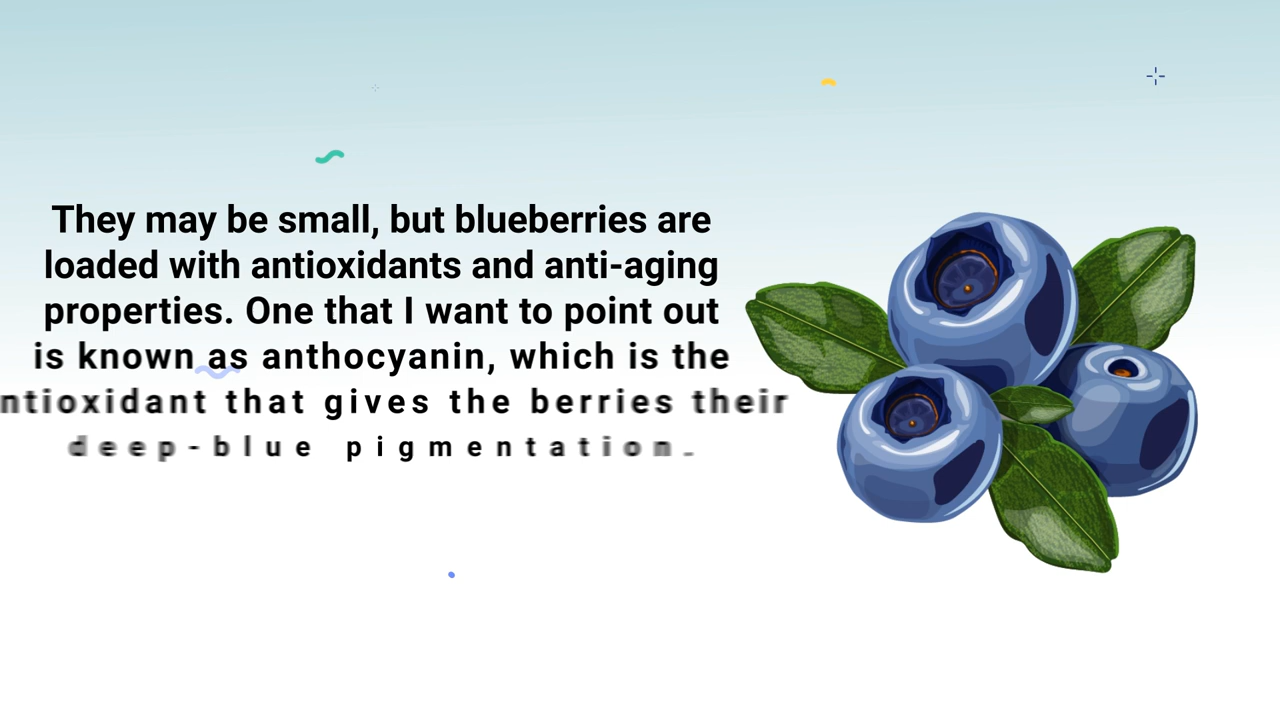 They may be small, but blueberries are
loaded with antioxidants and anti-aging
properties. One that I want to point out
is known as anthocyanin, which is the
ntioxidant that gives the berries their
deep-blue pigmentation.